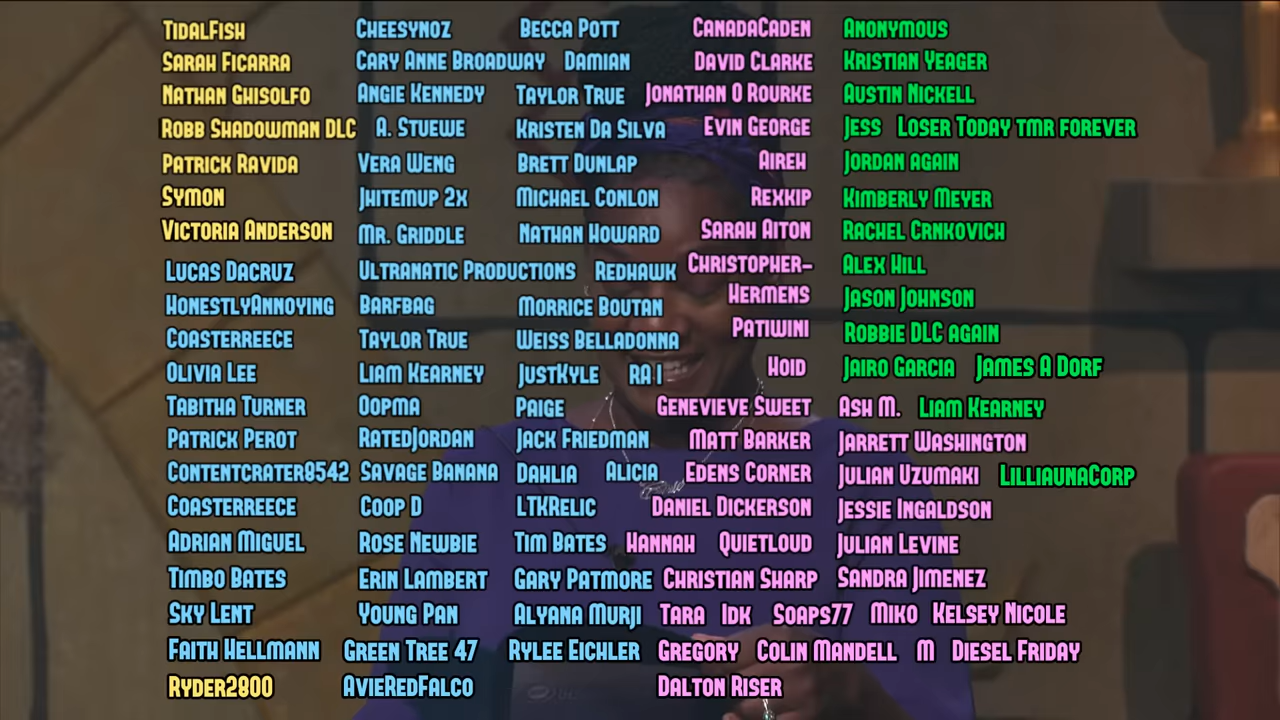 TidalFish Cheesynoz Becca Pott CanadaCaden Anonymous
Sarah Ficarra Cary Anne Broadway Damian David Clarke Kristian Yeager
Nathan Ghisolfo Angie Kennedy Taylor True Jonathan O Rourke Austin Nickell
Robb Shadowman DLC A. Stuewe Kristen Da Silva Evin George Jess Loser Today tmr forever
Patrick Ravida Vera Weng Brett Dunlap Aireh Jordan again
Symon Jhitemup 2x Michael Conlon Rexkip Kimberly Meyer
Victoria Anderson Mr. Griddle Nathan Howard Sarah Aiton Rachel Crnkovich
Lucas Dacruz Ultranatic Productions Redhawk Christopher- Alex Hill
HonestlyAnnoying Barfbag Morrice Boutan Hermens Jason Johnson
Coasterreece Taylor True Weiss Belladonna Patiwini Robbie DLC again
Olivia Lee Liam Kearney JustKyle Ra I Hoid Jairo Garcia James A Dorf
Tabitha Turner Oopma Paige Genevieve Sweet Ash M. Liam Kearney
Patrick Perot RatedJordan Jack Friedman Matt Barker Jarrett Washington
Contentcrater8542 Savage Banana Dahlia Alicia Edens Corner Julian Uzumaki LilliaunaCorp
Coasterreece Coop D LTKRelic Daniel Dickerson Jessie Ingaldson
Adrian Miguel Rose Newbie Tim Bates Hannah Quietloud Julian Levine
Timbo Bates Erin Lambert Gary Patmore Christian Sharp Sandra Jimenez
Sky Lent Young Pan Alyana Murji Tara Idk Soaps77 Miko Kelsey Nicole
Faith Hellmann Green Tree 47 Rylee Eichler Gregory Colin Mandell M Diesel Friday
Ryder2800 AvieRedFalco Dalton Riser